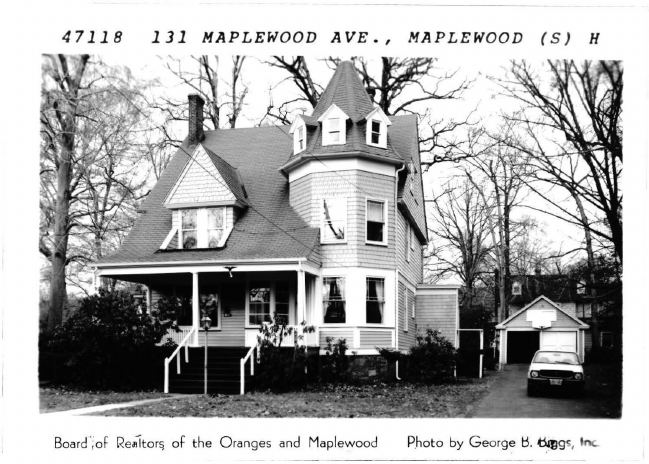 47118 131 MAPLEWOOD AVE., MAPLEWOOD (S) H
Board of Realtors of the Oranges and Maplewood Photo by George B. Inc.